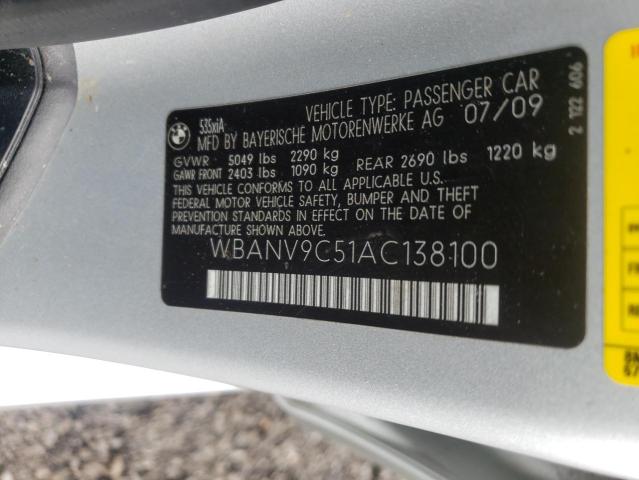 BMW
535xiA
VEHICLE TYPE: PASSENGER CAR
MFD BY BAYERISCHE MOTORENWERKE AG 07/09
GVWR 5049 lbs 2290 kg
GAWR FRONT 2403 lbs 1090 kg REAR 2690 lbs 1220 kg
THIS VEHICLE CONFORMS TO ALL APPLICABLE U.S.
FEDERAL MOTOR VEHICLE SAFETY, BUMPER AND THEFT
PREVENTION STANDARDS IN EFFECT ON THE DATE OF
MANUFACTURE SHOWN ABOVE.
WBANV9C51AC138100
2 122 606